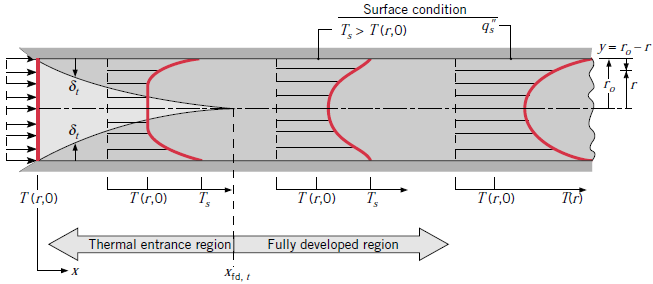 Surface condition
T_s > T(r,0)
q_s″
y = r_o – r
δ_t
r_o
r
δ_t
T(r,0)
T(r,0)
T_s
T(r,0)
T_s
T(r,0)
T(r)
Thermal entrance region
Fully developed region
x
x_fd, t